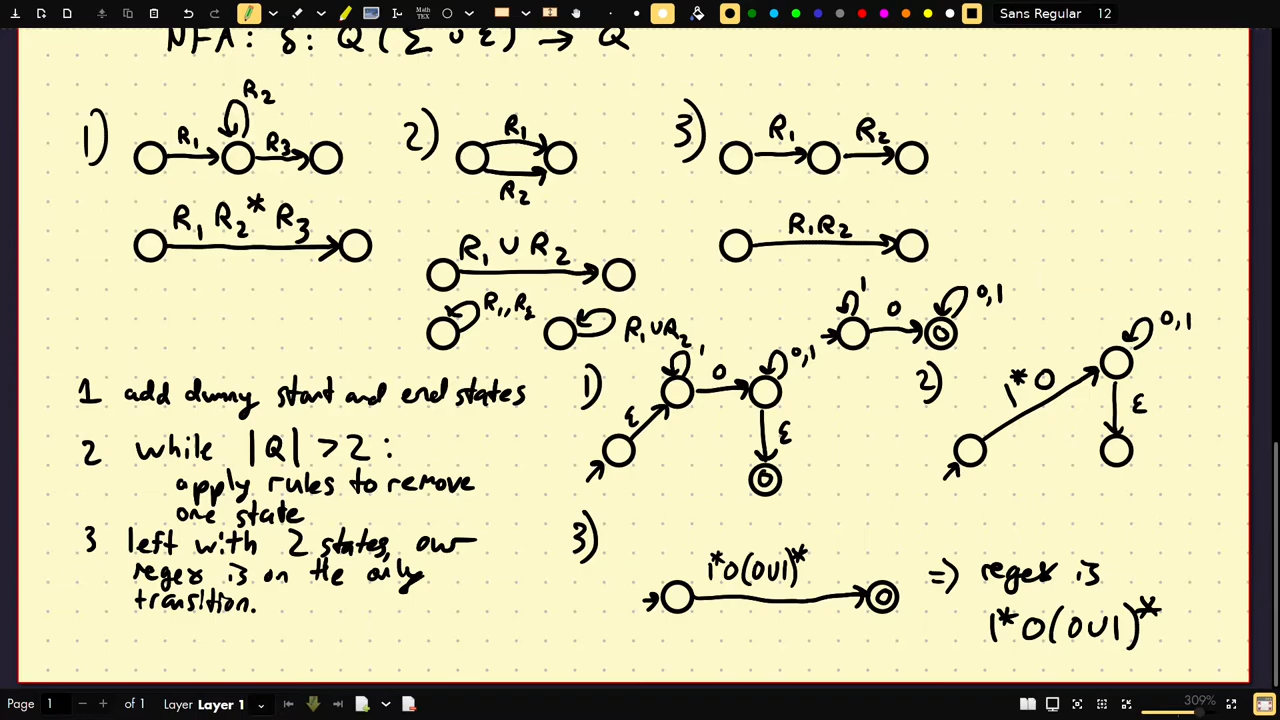 Math
TEX
Sans Regular 12
NFA: δ: Q (Σ ∪ ε) → Q
1) R1 R2 R3
2) R1 R2
3) R1 R2
R1 R2* R3
R1 ∪ R2
R1R2
R1 ∪ R2
1 0 0,1
1) ε 1 0 0,1 ε
2) 1*0 0,1 ε
1 add dummy start and end states
2 while |Q| > 2 :
apply rules to remove
one state
3 left with 2 states, our
regex is on the only
transition.
3) 1*0(0∪1)*
=> regex is
1*0(0∪1)*
Page 1 of 1 Layer Layer 1 309%